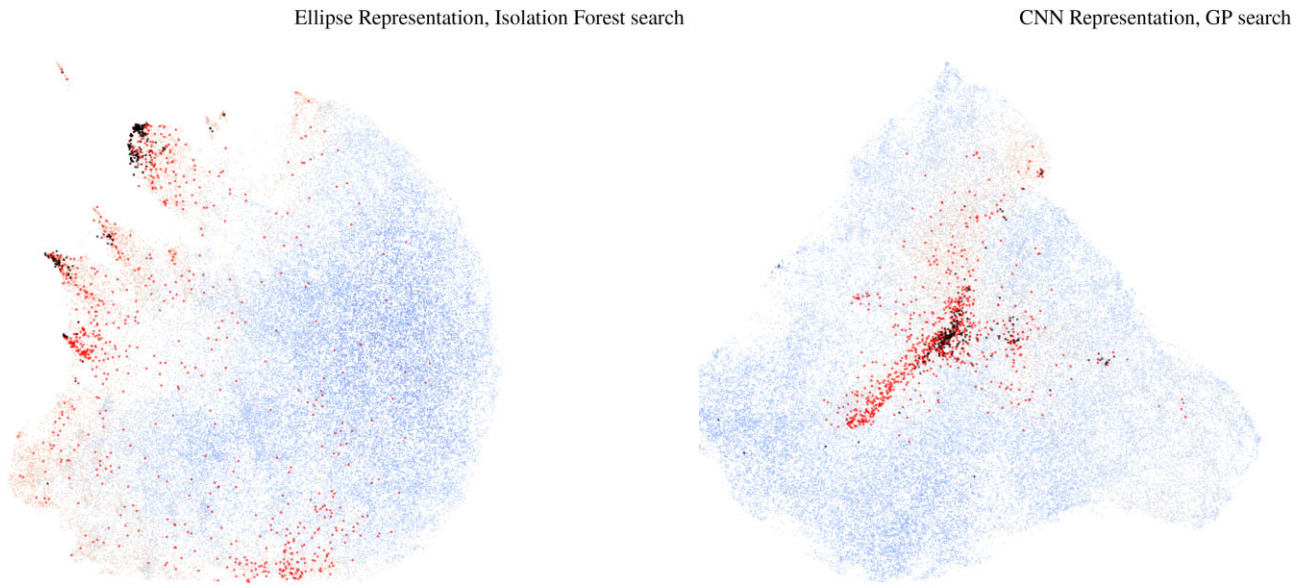 Ellipse Representation, Isolation Forest search
CNN Representation, GP search